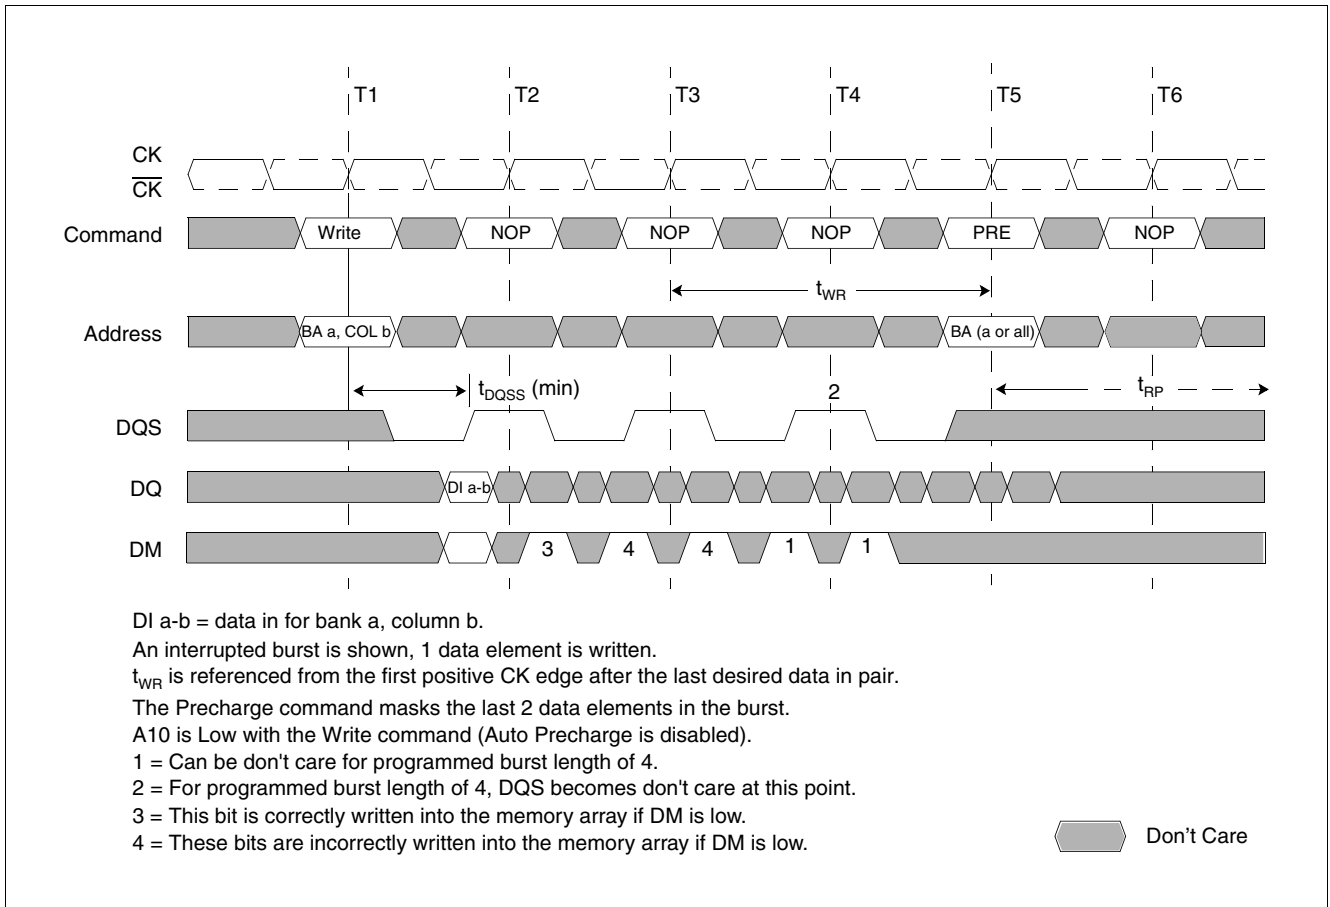 T1 T2 T3 T4 T5 T6
CK
CK
Command Write NOP NOP NOP PRE NOP
tWR
Address BA a, COL b BA (a or all)
tDQSS (min) 2 tRP
DQS
DQ DI a-b
DM 3 4 4 1 1
DI a-b = data in for bank a, column b.
An interrupted burst is shown, 1 data element is written.
tWR is referenced from the first positive CK edge after the last desired data in pair.
The Precharge command masks the last 2 data elements in the burst.
A10 is Low with the Write command (Auto Precharge is disabled).
1 = Can be don't care for programmed burst length of 4.
2 = For programmed burst length of 4, DQS becomes don't care at this point.
3 = This bit is correctly written into the memory array if DM is low.
4 = These bits are incorrectly written into the memory array if DM is low.
Don't Care